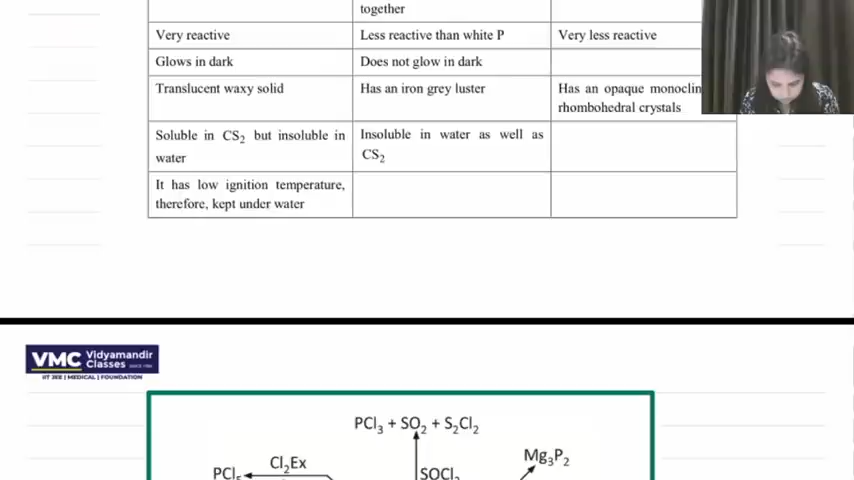 together
Very reactive
Less reactive than white P
Very less reactive
Glows in dark
Does not glow in dark
Translucent waxy solid
Has an iron grey luster
Has an opaque
rhombohedral crystals
Soluble in CS₂ but insoluble in
water
Insoluble in water as well as
CS₂
It has low ignition temperature,
therefore, kept under water
VMC Vidyamandir
Classes
IIT JEE | MEDICAL | FOUNDATION
PCl₃ + SO₂ + S₂Cl₂
Cl₂Ex
Mg₃P₂
PCl₅
SOCl₂